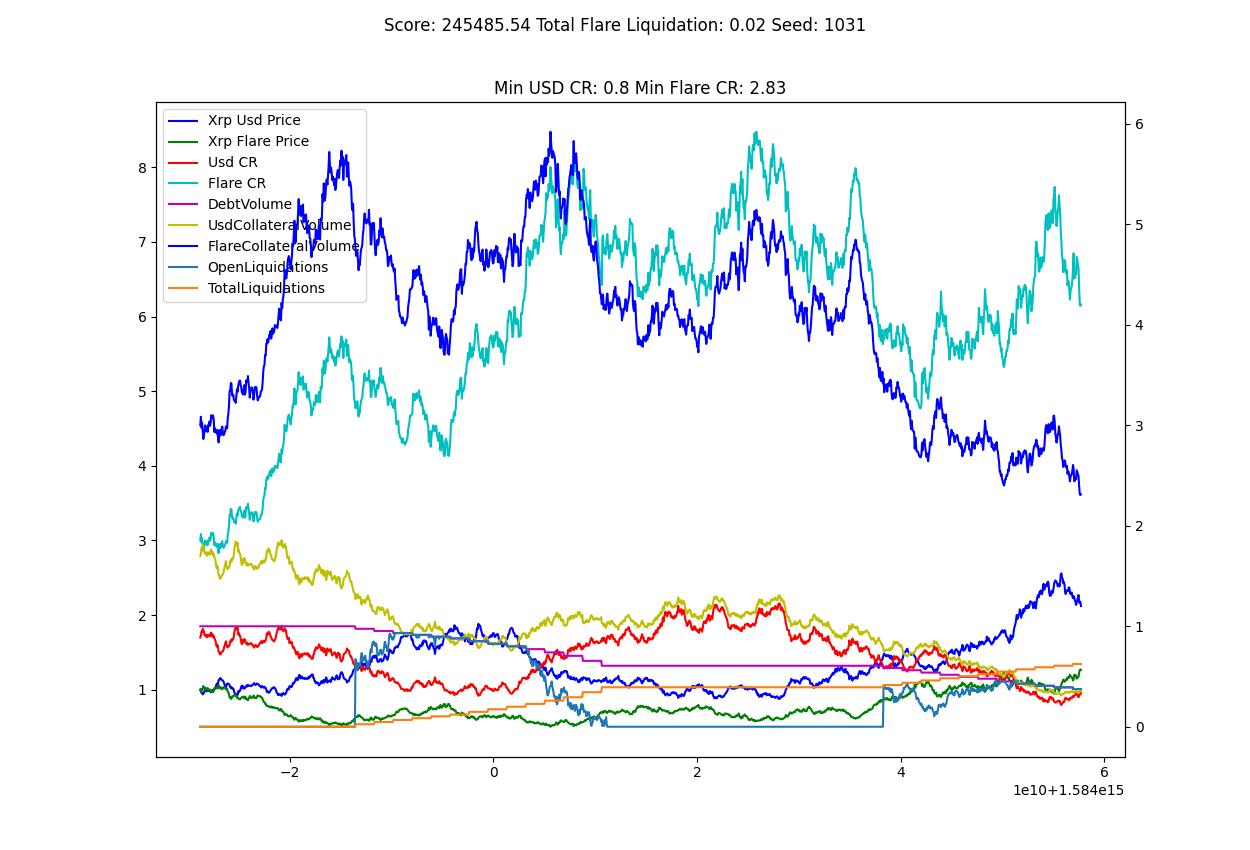 Score: 245485.54 Total Flare Liquidation: 0.02 Seed: 1031
Min USD CR: 0.8 Min Flare CR: 2.83
Xrp Usd Price
Xrp Flare Price
Usd CR
Flare CR
DebtVolume
UsdCollateralVolume
FlareCollateralVolume
OpenLiquidations
TotalLiquidations
8
7
6
5
4
3
2
1
6
5
4
3
2
1
0
−2
0
2
4
6
1e10+1.584e15